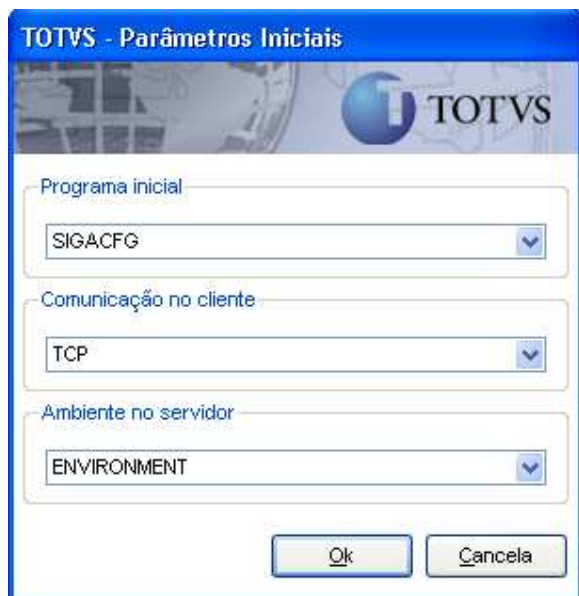 TOTVS - Parâmetros Iniciais
TOTVS
Programa inicial
SIGACFG
Comunicação no cliente
TCP
Ambiente no servidor
ENVIRONMENT
Ok
Cancela